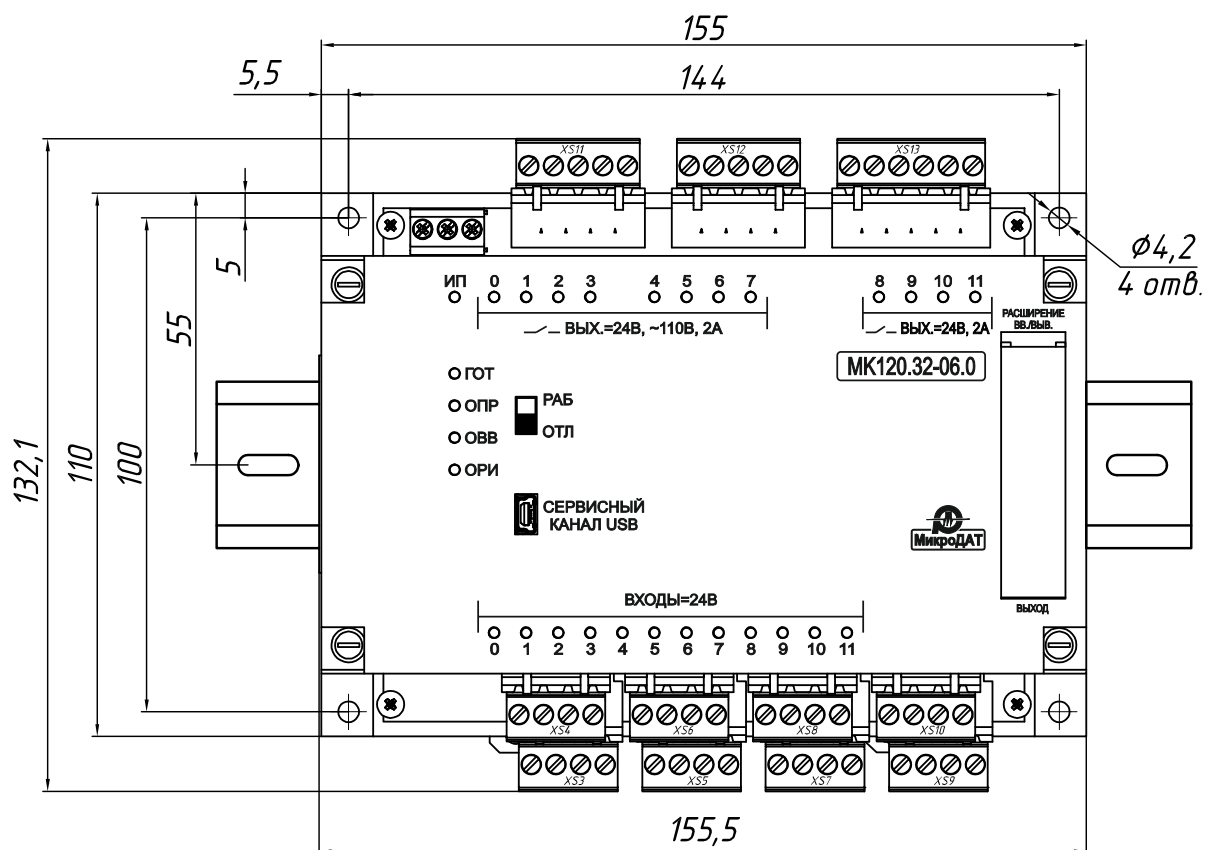 155
5,5
144
XS11 XS12 XS13
5
55
100
110
132,1
ϕ4,2
4 отв.
ИП 0 1 2 3 4 5 6 7 8 9 10 11
ВЫХ.=24В, ~110В, 2А
ВЫХ.=24В, 2А
РАСШИРЕНИЕ
ВВ./ВЫВ.
МК120.32-06.0
ГОТ
ОПР
ОВВ
ОРИ
РАБ
ОТЛ
СЕРВИСНЫЙ
КАНАЛ USB
МикроДАТ
ВЫХОД
ВХОДЫ=24В
0 1 2 3 4 5 6 7 8 9 10 11
XS4 XS6 XS8 XS10
XS3 XS5 XS7 XS9
155,5